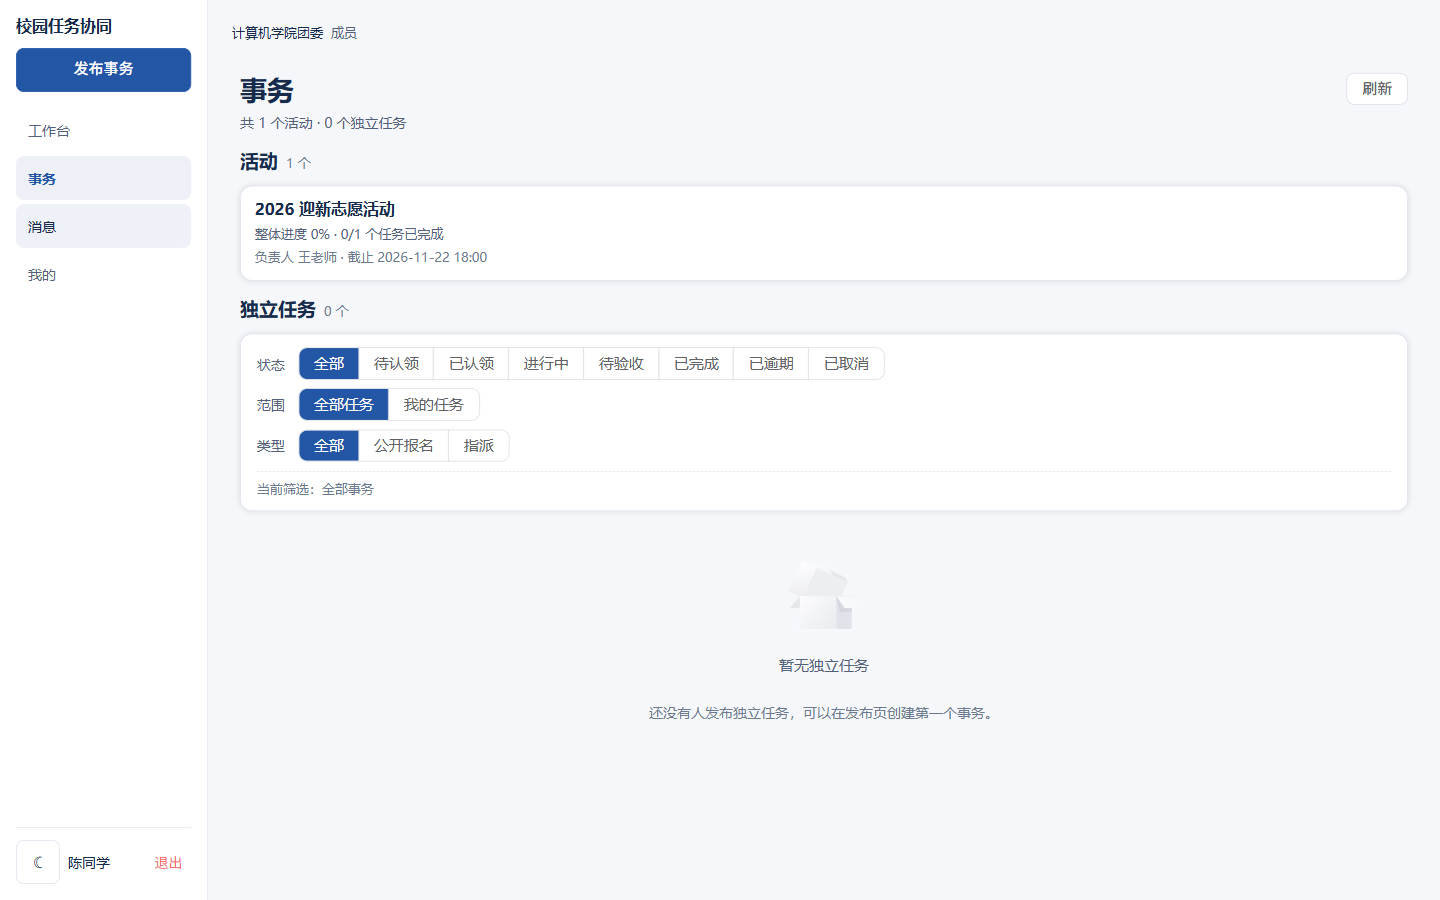 校园任务协同
发布事务
工作台
事务
消息
我的
陈同学
退出
计算机学院团委 成员
事务
刷新
共 1 个活动 · 0 个独立任务
活动 1 个
2026 迎新志愿活动
整体进度 0% · 0/1 个任务已完成
负责人 王老师 · 截止 2026-11-22 18:00
独立任务 0 个
状态 全部 待认领 已认领 进行中 待验收 已完成 已逾期 已取消
范围 全部任务 我的任务
类型 全部 公开报名 指派
当前筛选：全部事务
暂无独立任务
还没有人发布独立任务，可以在发布页创建第一个事务。